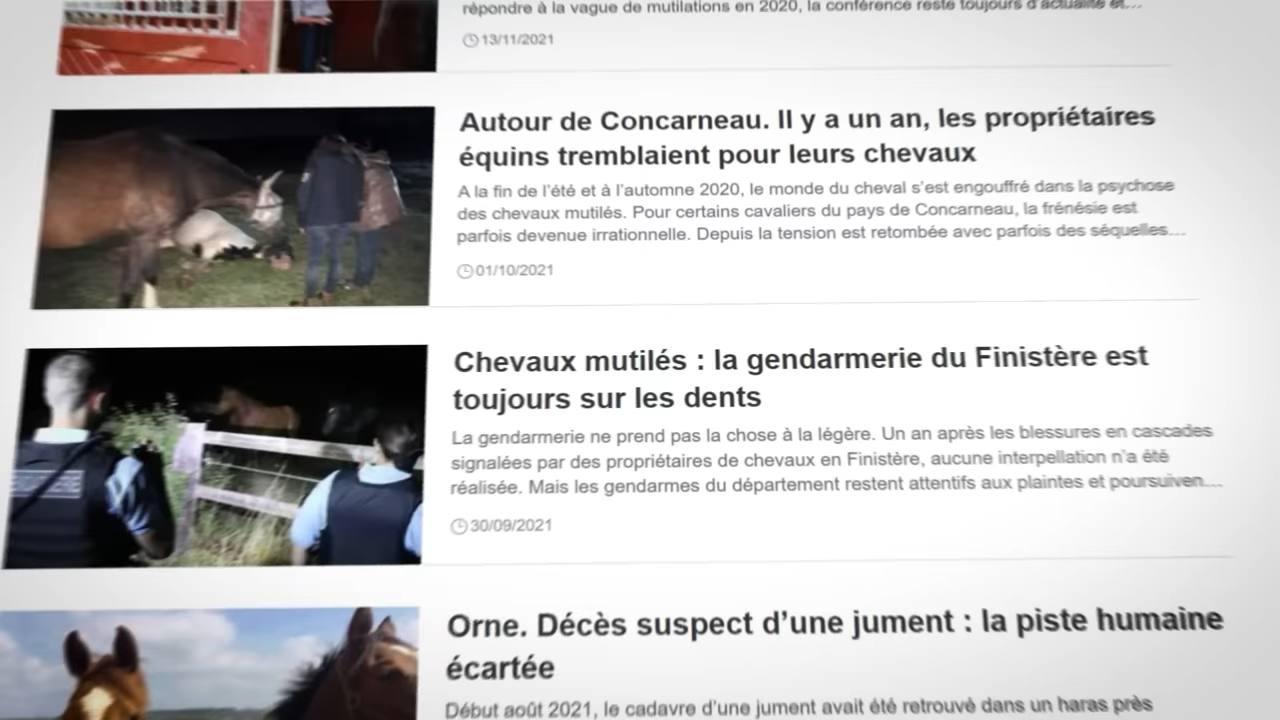 répondre à la vague de mutilations en 2020, la conférence reste toujours d'actualité et...
13/11/2021
Autour de Concarneau. Il y a un an, les propriétaires
équins tremblaient pour leurs chevaux
A la fin de l'été et à l'automne 2020, le monde du cheval s'est engouffré dans la psychose
des chevaux mutilés. Pour certains cavaliers du pays de Concarneau, la frénésie est
parfois devenue irrationnelle. Depuis la tension est retombée avec parfois des séquelles...
01/10/2021
Chevaux mutilés : la gendarmerie du Finistère est
toujours sur les dents
La gendarmerie ne prend pas la chose à la légère. Un an après les blessures en cascades
signalées par des propriétaires de chevaux en Finistère, aucune interpellation n'a été
réalisée. Mais les gendarmes du département restent attentifs aux plaintes et poursuiven...
30/09/2021
Orne. Décès suspect d'une jument : la piste humaine
écartée
Début août 2021, le cadavre d'une jument avait été retrouvé dans un haras près